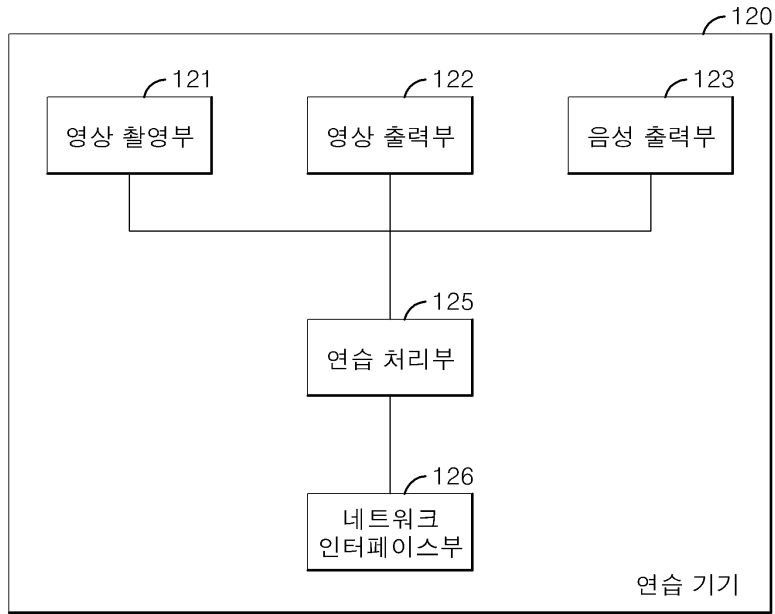 120
121
122
123
영상 촬영부
영상 출력부
음성 출력부
125
연습 처리부
126
네트워크
인터페이스부
연습 기기